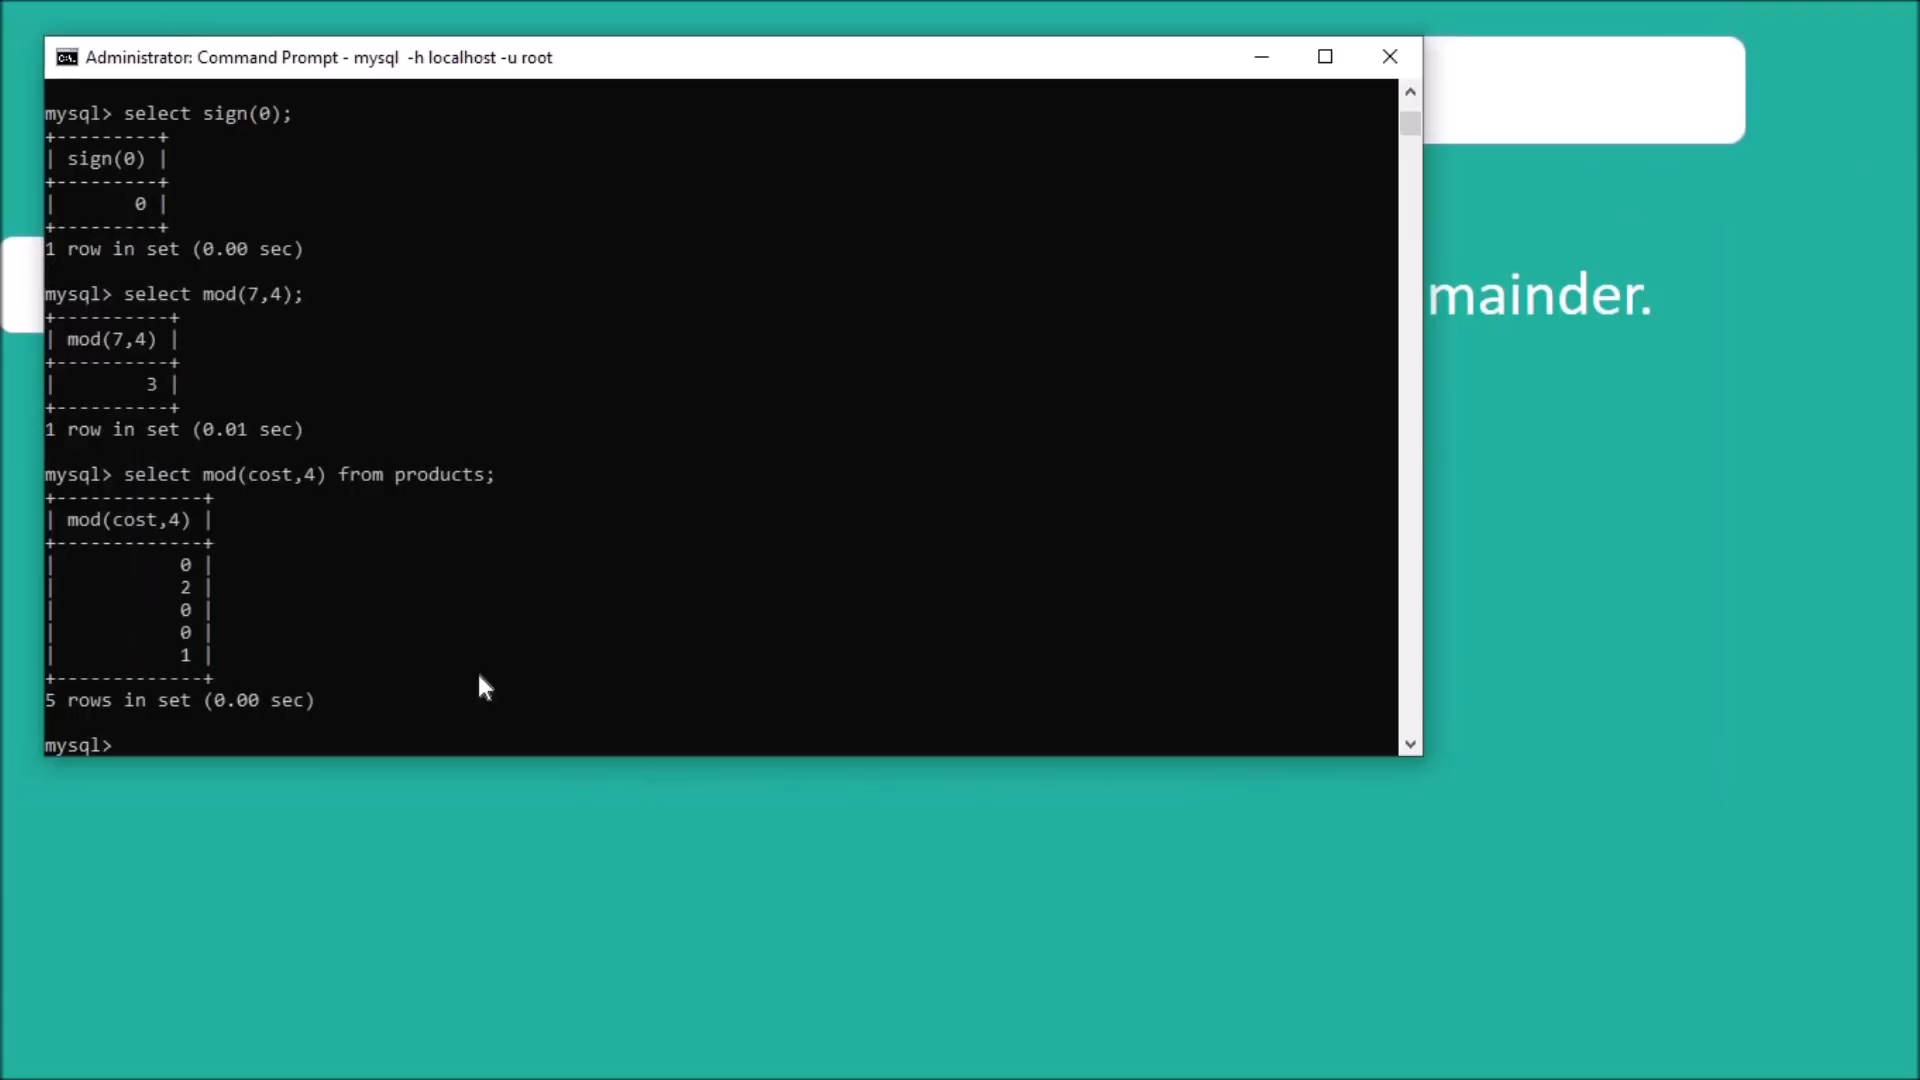 Administrator: Command Prompt - mysql  -h localhost -u root
mysql> select sign(0);
+---------+
| sign(0) |
+---------+
|       0 |
+---------+
1 row in set (0.00 sec)
mysql> select mod(7,4);
+----------+
| mod(7,4) |
+----------+
|        3 |
+----------+
1 row in set (0.01 sec)
mysql> select mod(cost,4) from products;
+-------------+
| mod(cost,4) |
+-------------+
|           0 |
|           2 |
|           0 |
|           0 |
|           1 |
+-------------+
5 rows in set (0.00 sec)
mysql>
mainder.